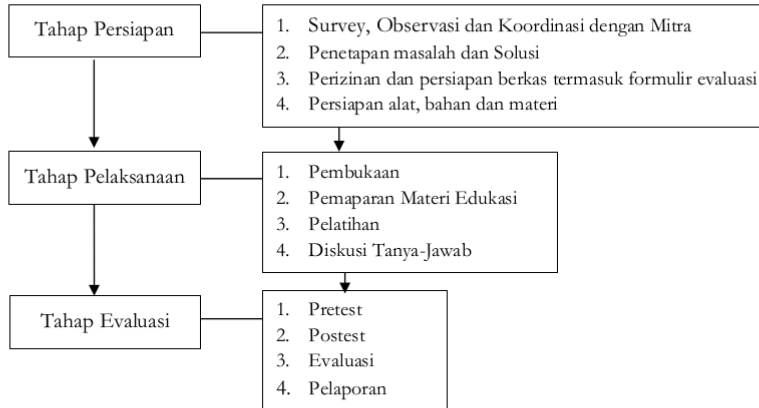 Tahap Persiapan
1. Survey, Observasi dan Koordinasi dengan Mitra
2. Penetapan masalah dan Solusi
3. Perizinan dan persiapan berkas termasuk formulir evaluasi
4. Persiapan alat, bahan dan materi
Tahap Pelaksanaan
1. Pembukaan
2. Pemaparan Materi Edukasi
3. Pelatihan
4. Diskusi Tanya-Jawab
Tahap Evaluasi
1. Pretest
2. Postest
3. Evaluasi
4. Pelaporan